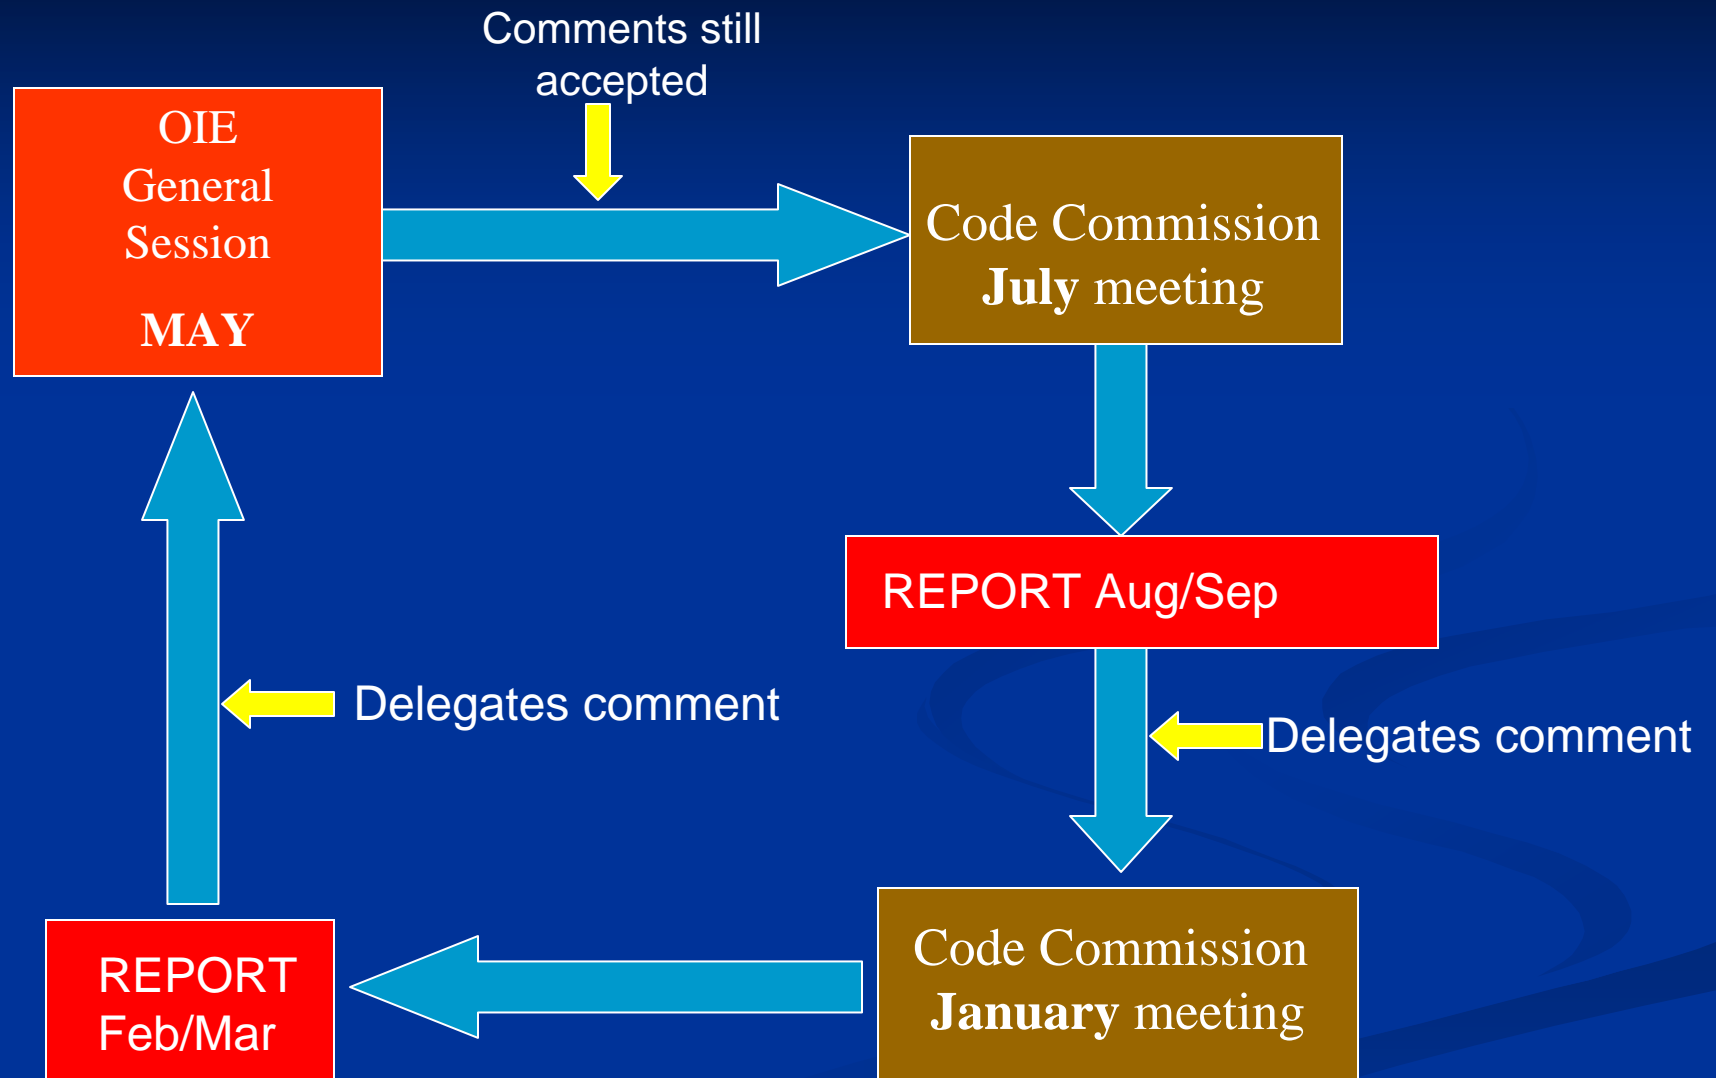 Comments still
accepted
OIE
General
Session
MAY
Code Commission
July meeting
REPORT Aug/Sep
Delegates comment
Delegates comment
Code Commission
January meeting
REPORT
Feb/Mar